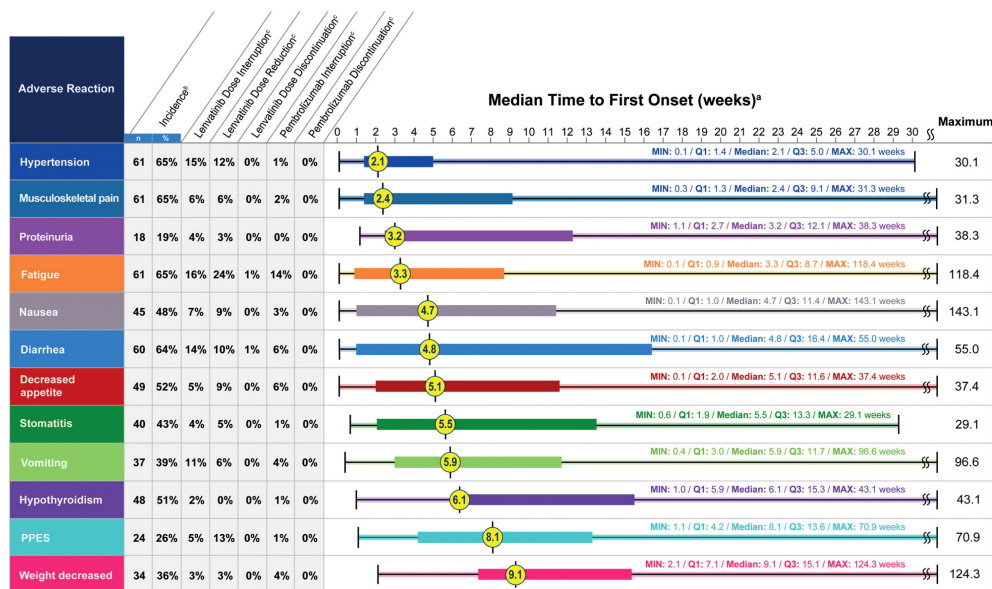 Adverse Reaction
Incidenceᵇ
Lenvatinib Dose Interruptionᶜ
Lenvatinib Dose Reductionᶜ
Lenvatinib Dose Discontinuationᶜ
Pembrolizumab Interruptionᶜ
Pembrolizumab Discontinuationᶜ
Median Time to First Onset (weeks)ᵃ
n %
0 1 2 3 4 5 6 7 8 9 10 11 12 13 14 15 16 17 18 19 20 21 22 23 24 25 26 27 28 29 30 Maximum
Hypertension 61 65% 15% 12% 0% 1% 0% 2.1 MIN: 0.1 / Q1: 1.4 / Median: 2.1 / Q3: 5.0 / MAX: 30.1 weeks 30.1
Musculoskeletal pain 61 65% 6% 6% 0% 2% 0% 2.4 MIN: 0.3 / Q1: 1.3 / Median: 2.4 / Q3: 9.1 / MAX: 31.3 weeks 31.3
Proteinuria 18 19% 4% 3% 0% 0% 0% 3.2 MIN: 1.1 / Q1: 2.7 / Median: 3.2 / Q3: 12.1 / MAX: 38.3 weeks 38.3
Fatigue 61 65% 16% 24% 1% 14% 0% 3.3 MIN: 0.1 / Q1: 0.9 / Median: 3.3 / Q3: 8.7 / MAX: 118.4 weeks 118.4
Nausea 45 48% 7% 9% 0% 3% 0% 4.7 MIN: 0.1 / Q1: 1.0 / Median: 4.7 / Q3: 11.4 / MAX: 143.1 weeks 143.1
Diarrhea 60 64% 14% 10% 1% 6% 0% 4.8 MIN: 0.1 / Q1: 1.0 / Median: 4.8 / Q3: 16.4 / MAX: 55.0 weeks 55.0
Decreased
appetite 49 52% 5% 9% 0% 6% 0% 5.1 MIN: 0.1 / Q1: 2.0 / Median: 5.1 / Q3: 11.6 / MAX: 37.4 weeks 37.4
Stomatitis 40 43% 4% 5% 0% 1% 0% 5.5 MIN: 0.6 / Q1: 1.9 / Median: 5.5 / Q3: 13.3 / MAX: 29.1 weeks 29.1
Vomiting 37 39% 11% 6% 0% 4% 0% 5.9 MIN: 0.4 / Q1: 3.0 / Median: 5.9 / Q3: 11.7 / MAX: 96.6 weeks 96.6
Hypothyroidism 48 51% 2% 0% 0% 1% 0% 6.1 MIN: 1.0 / Q1: 5.9 / Median: 6.1 / Q3: 15.3 / MAX: 43.1 weeks 43.1
PPES 24 26% 5% 13% 0% 1% 0% 8.1 MIN: 1.1 / Q1: 4.2 / Median: 8.1 / Q3: 13.6 / MAX: 70.9 weeks 70.9
Weight decreased 34 36% 3% 3% 0% 4% 0% 9.1 MIN: 2.1 / Q1: 7.1 / Median: 9.1 / Q3: 15.1 / MAX: 124.3 weeks 124.3